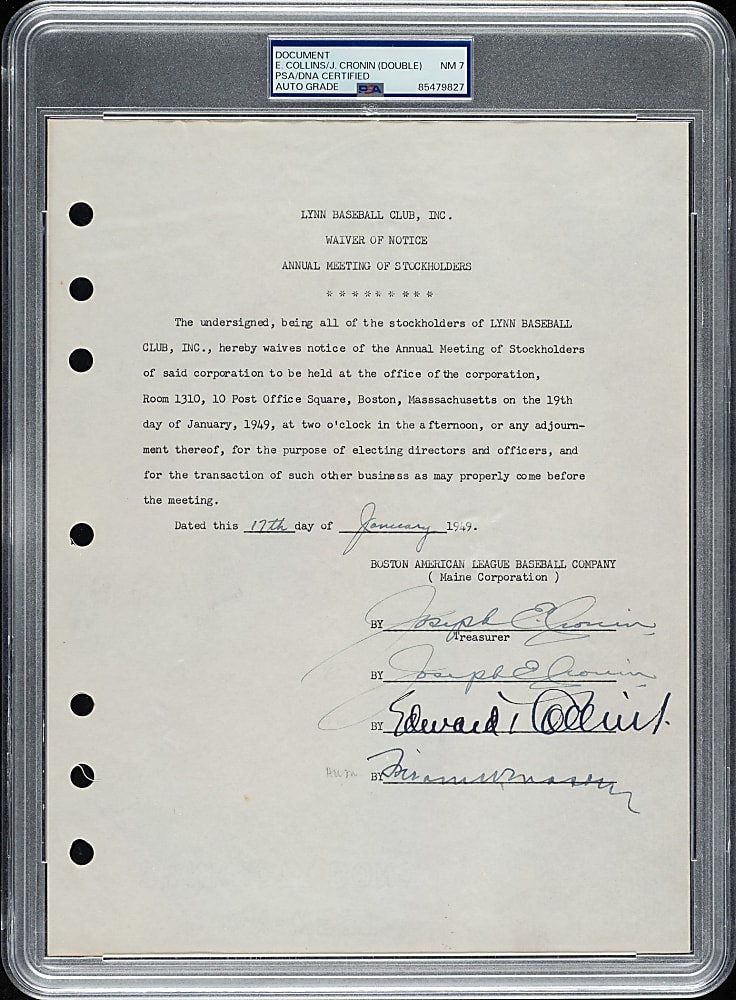 DOCUMENT
E. COLLINS/J. CRONIN (DOUBLE) NM 7
PSA/DNA CERTIFIED
AUTO GRADE PSA 85479827
LYNN BASEBALL CLUB, INC.
WAIVER OF NOTICE
ANNUAL MEETING OF STOCKHOLDERS
* * * * * * * * *
The undersigned, being all of the stockholders of LYNN BASEBALL
CLUB, INC., hereby waives notice of the Annual Meeting of Stockholders
of said corporation to be held at the office of the corporation,
Room 1310, 10 Post Office Square, Boston, Masssachusetts on the 19th
day of January, 1949, at two o'clock in the afternoon, or any adjourn-
ment thereof, for the purpose of electing directors and officers, and
for the transaction of such other business as may properly come before
the meeting.
Dated this 17th day of January 1949.
BOSTON AMERICAN LEAGUE BASEBALL COMPANY
( Maine Corporation )
BY Joseph E. Cronin
Treasurer
BY Joseph E Cronin
BY Edward T Collins
BY Hiram W. Mason